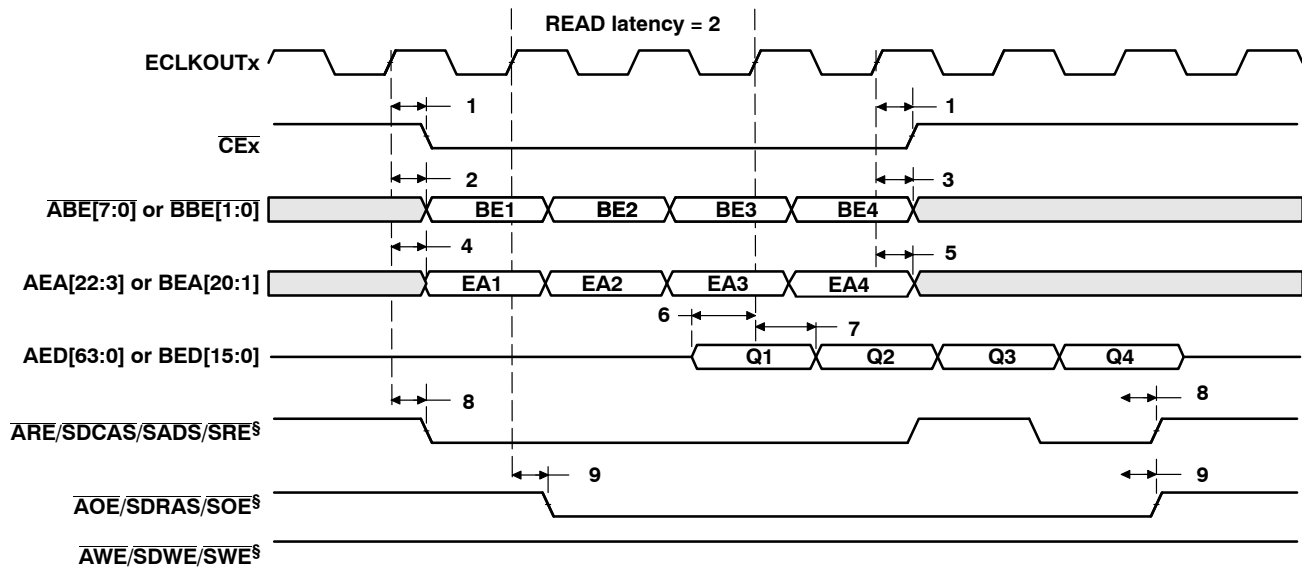 READ latency = 2
ECLKOUTx
1 1
CEx
2 3
ABE[7:0] or BBE[1:0] BE1 BE2 BE3 BE4
4 5
AEA[22:3] or BEA[20:1] EA1 EA2 EA3 EA4
6 7
AED[63:0] or BED[15:0] Q1 Q2 Q3 Q4
8 8
ARE/SDCAS/SADS/SRE§
9 9
AOE/SDRAS/SOE§
AWE/SDWE/SWE§